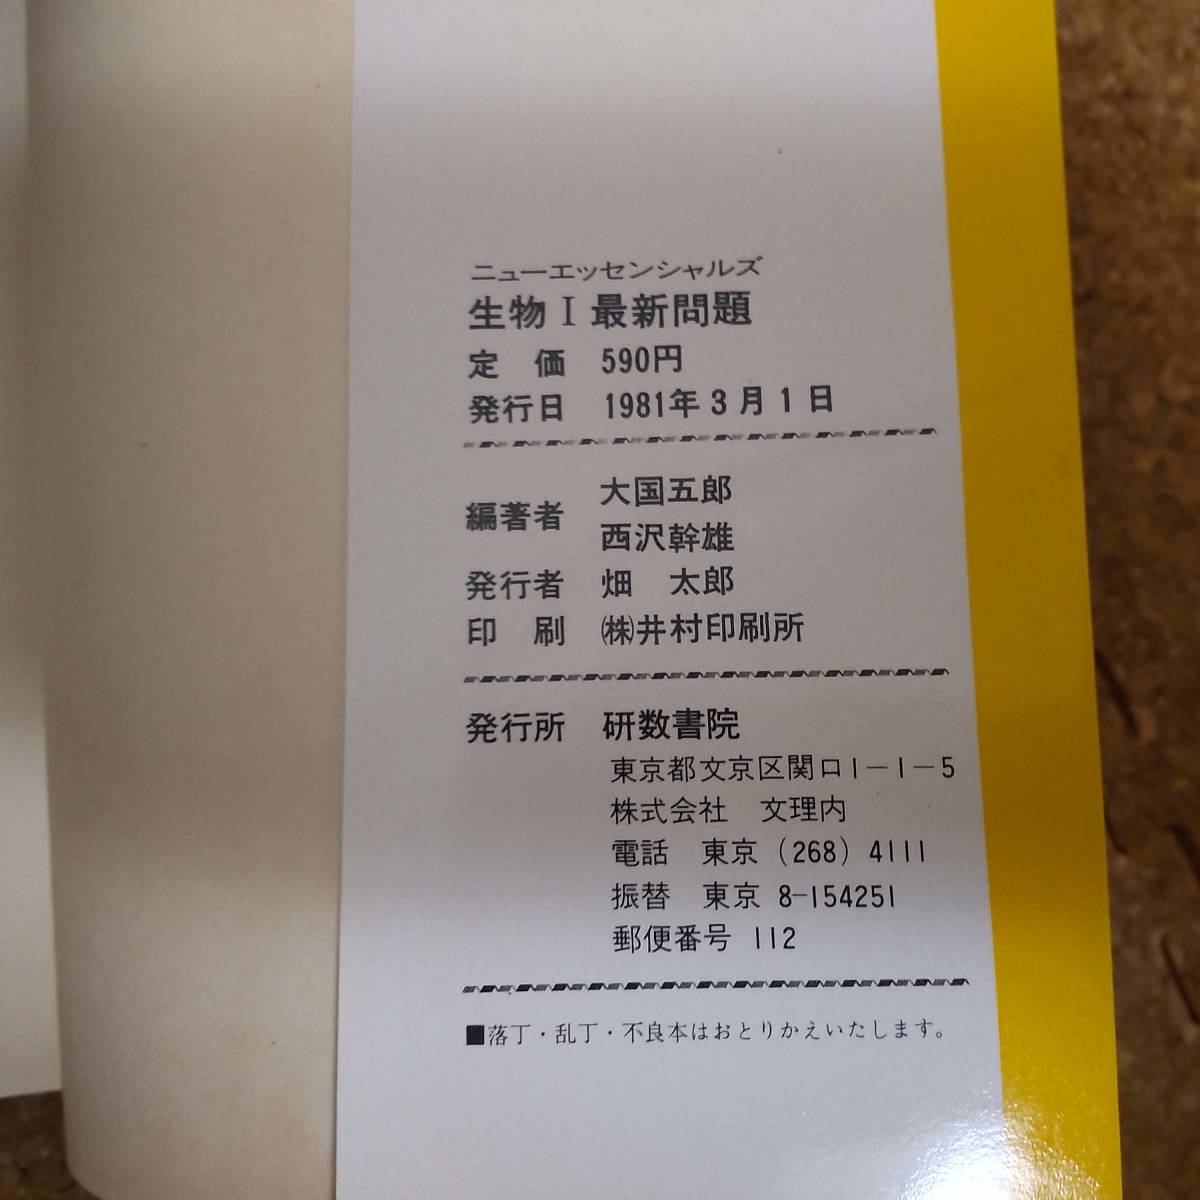 ニューエッセンシャルズ
生物Ⅰ最新問題
定　価　590円
発行日　1981年3月1日
編著者　大国五郎
西沢幹雄
発行者　畑　太郎
印　刷　㈱井村印刷所
発行所　研数書院
東京都文京区関口1－1－5
株式会社　文理内
電話　東京（268）4111
振替　東京 8-154251
郵便番号 112
■落丁・乱丁・不良本はおとりかえいたします。